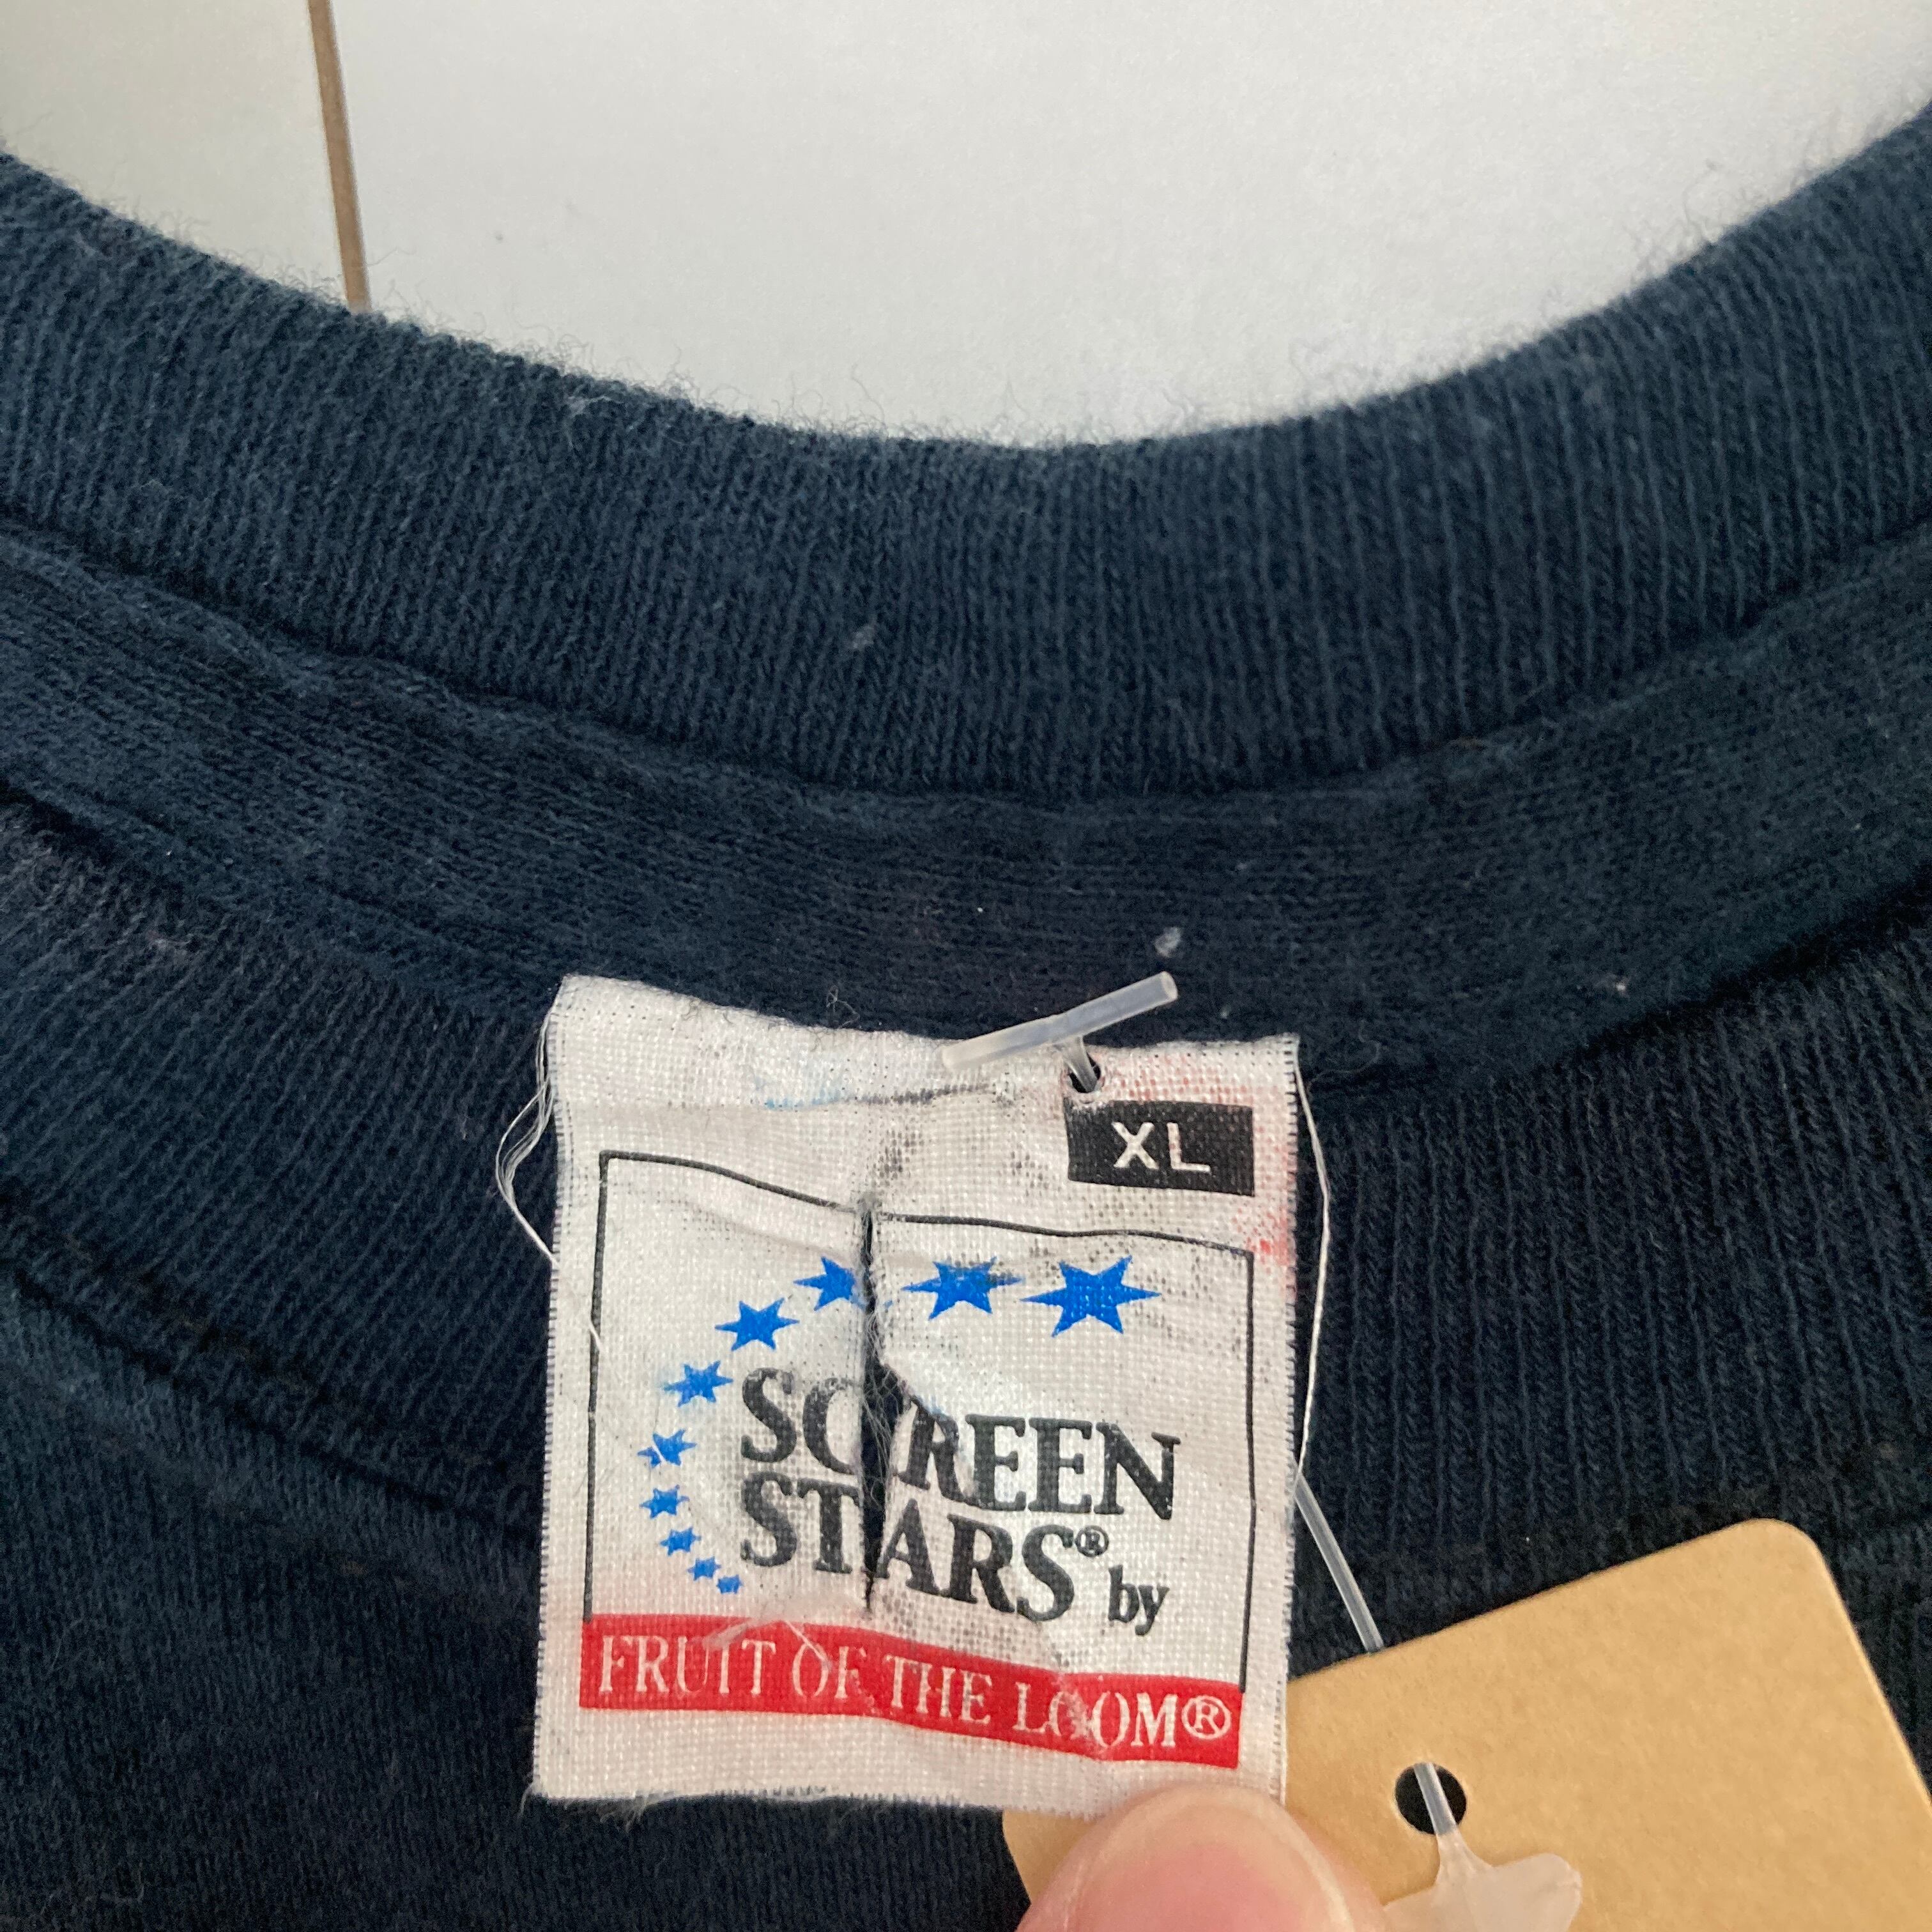 XL
SCREEN
STARS® by
FRUIT OF THE LOOM®